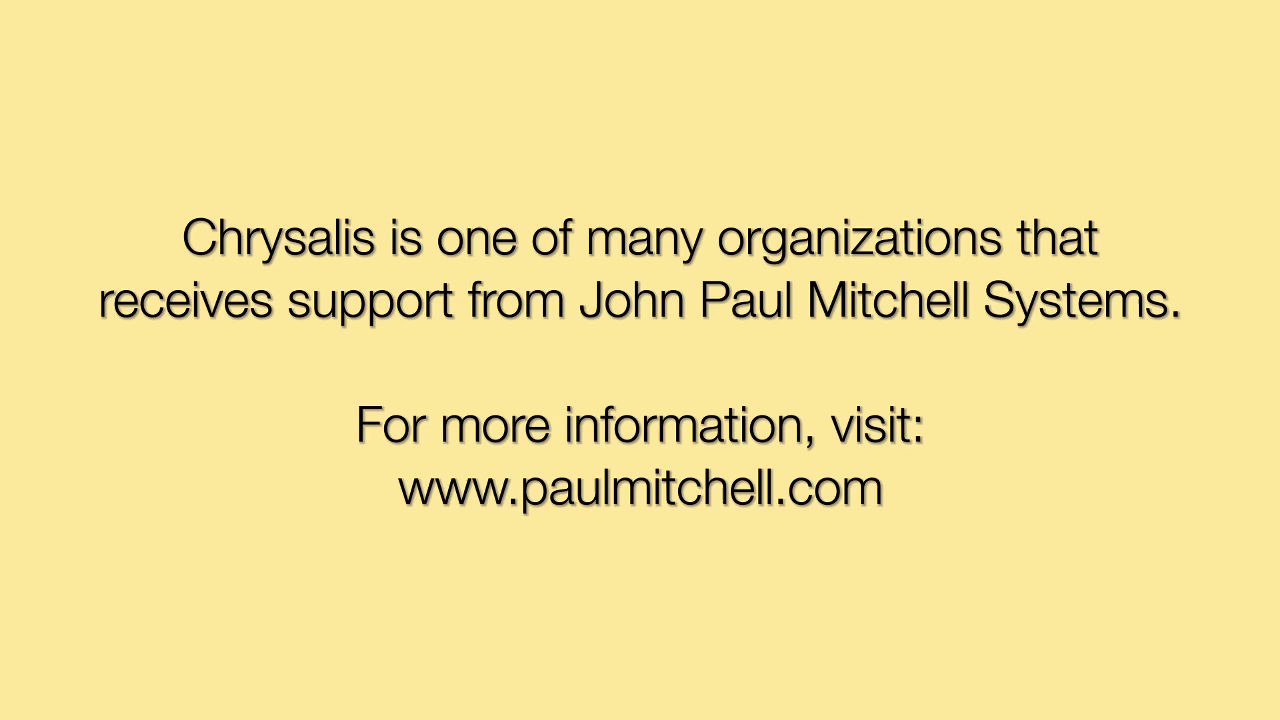 Chrysalis is one of many organizations that
receives support from John Paul Mitchell Systems.
For more information, visit:
www.paulmitchell.com